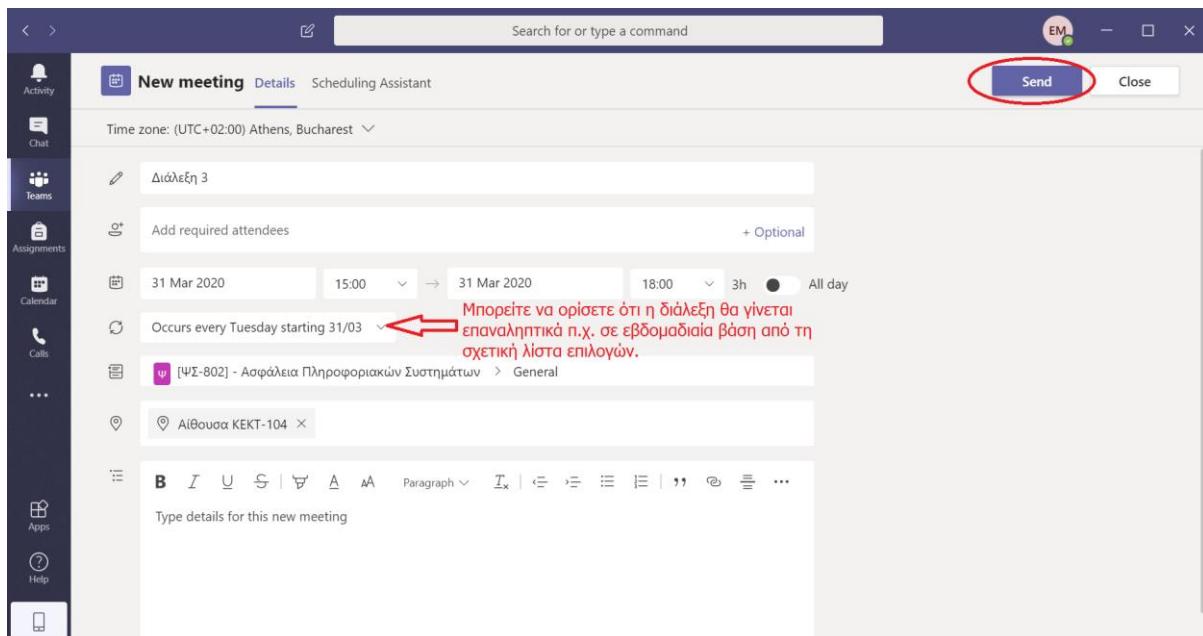 Search for or type a command
EM
Activity
Chat
Teams
Assignments
Calendar
Calls
Apps
Help
New meeting Details Scheduling Assistant
Send Close
Time zone: (UTC+02:00) Athens, Bucharest
Διάλεξη 3
Add required attendees + Optional
31 Mar 2020 15:00 → 31 Mar 2020 18:00 3h All day
Occurs every Tuesday starting 31/03
Μπορείτε να ορίσετε ότι η διάλεξη θα γίνεται
επαναληπτικά π.χ. σε εβδομαδιαία βάση από τη
σχετική λίστα επιλογών.
Ψ [ΨΣ-802] - Ασφάλεια Πληροφοριακών Συστημάτων > General
Αίθουσα ΚΕΚΤ-104 ×
B I U S A AA Paragraph Tx
Type details for this new meeting